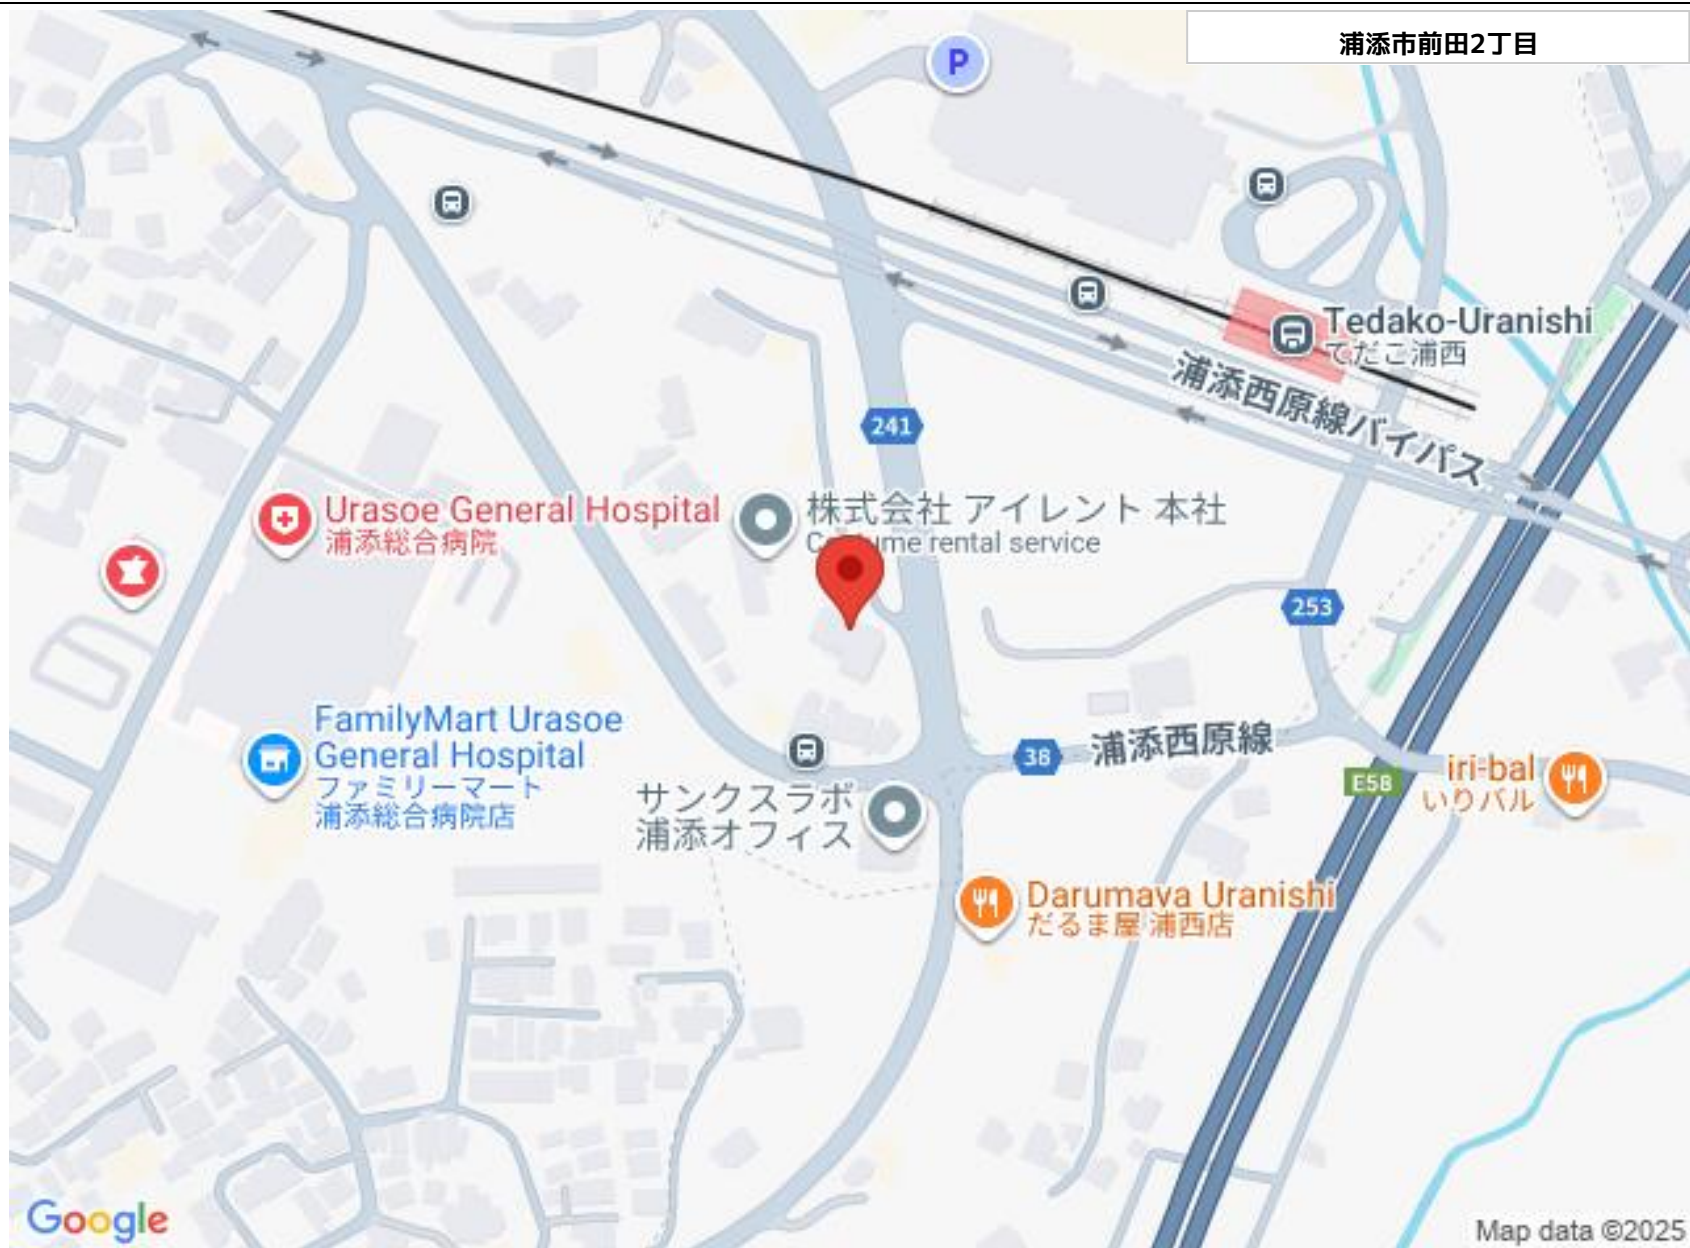 浦添市前田2丁目
P
Tedako-Uranishi
てだこ浦西
浦添西原線バイパス
241
Urasoe General Hospital
浦添総合病院
株式会社 アイレント 本社
rental service
253
FamilyMart Urasoe
General Hospital
ファミリーマート
浦添総合病院店
38
浦添西原線
E58
iri-bal
いりバル
サンクスラボ
浦添オフィス
Darumaya Uranishi
だるま屋 浦西店
Google
Map data ©2025